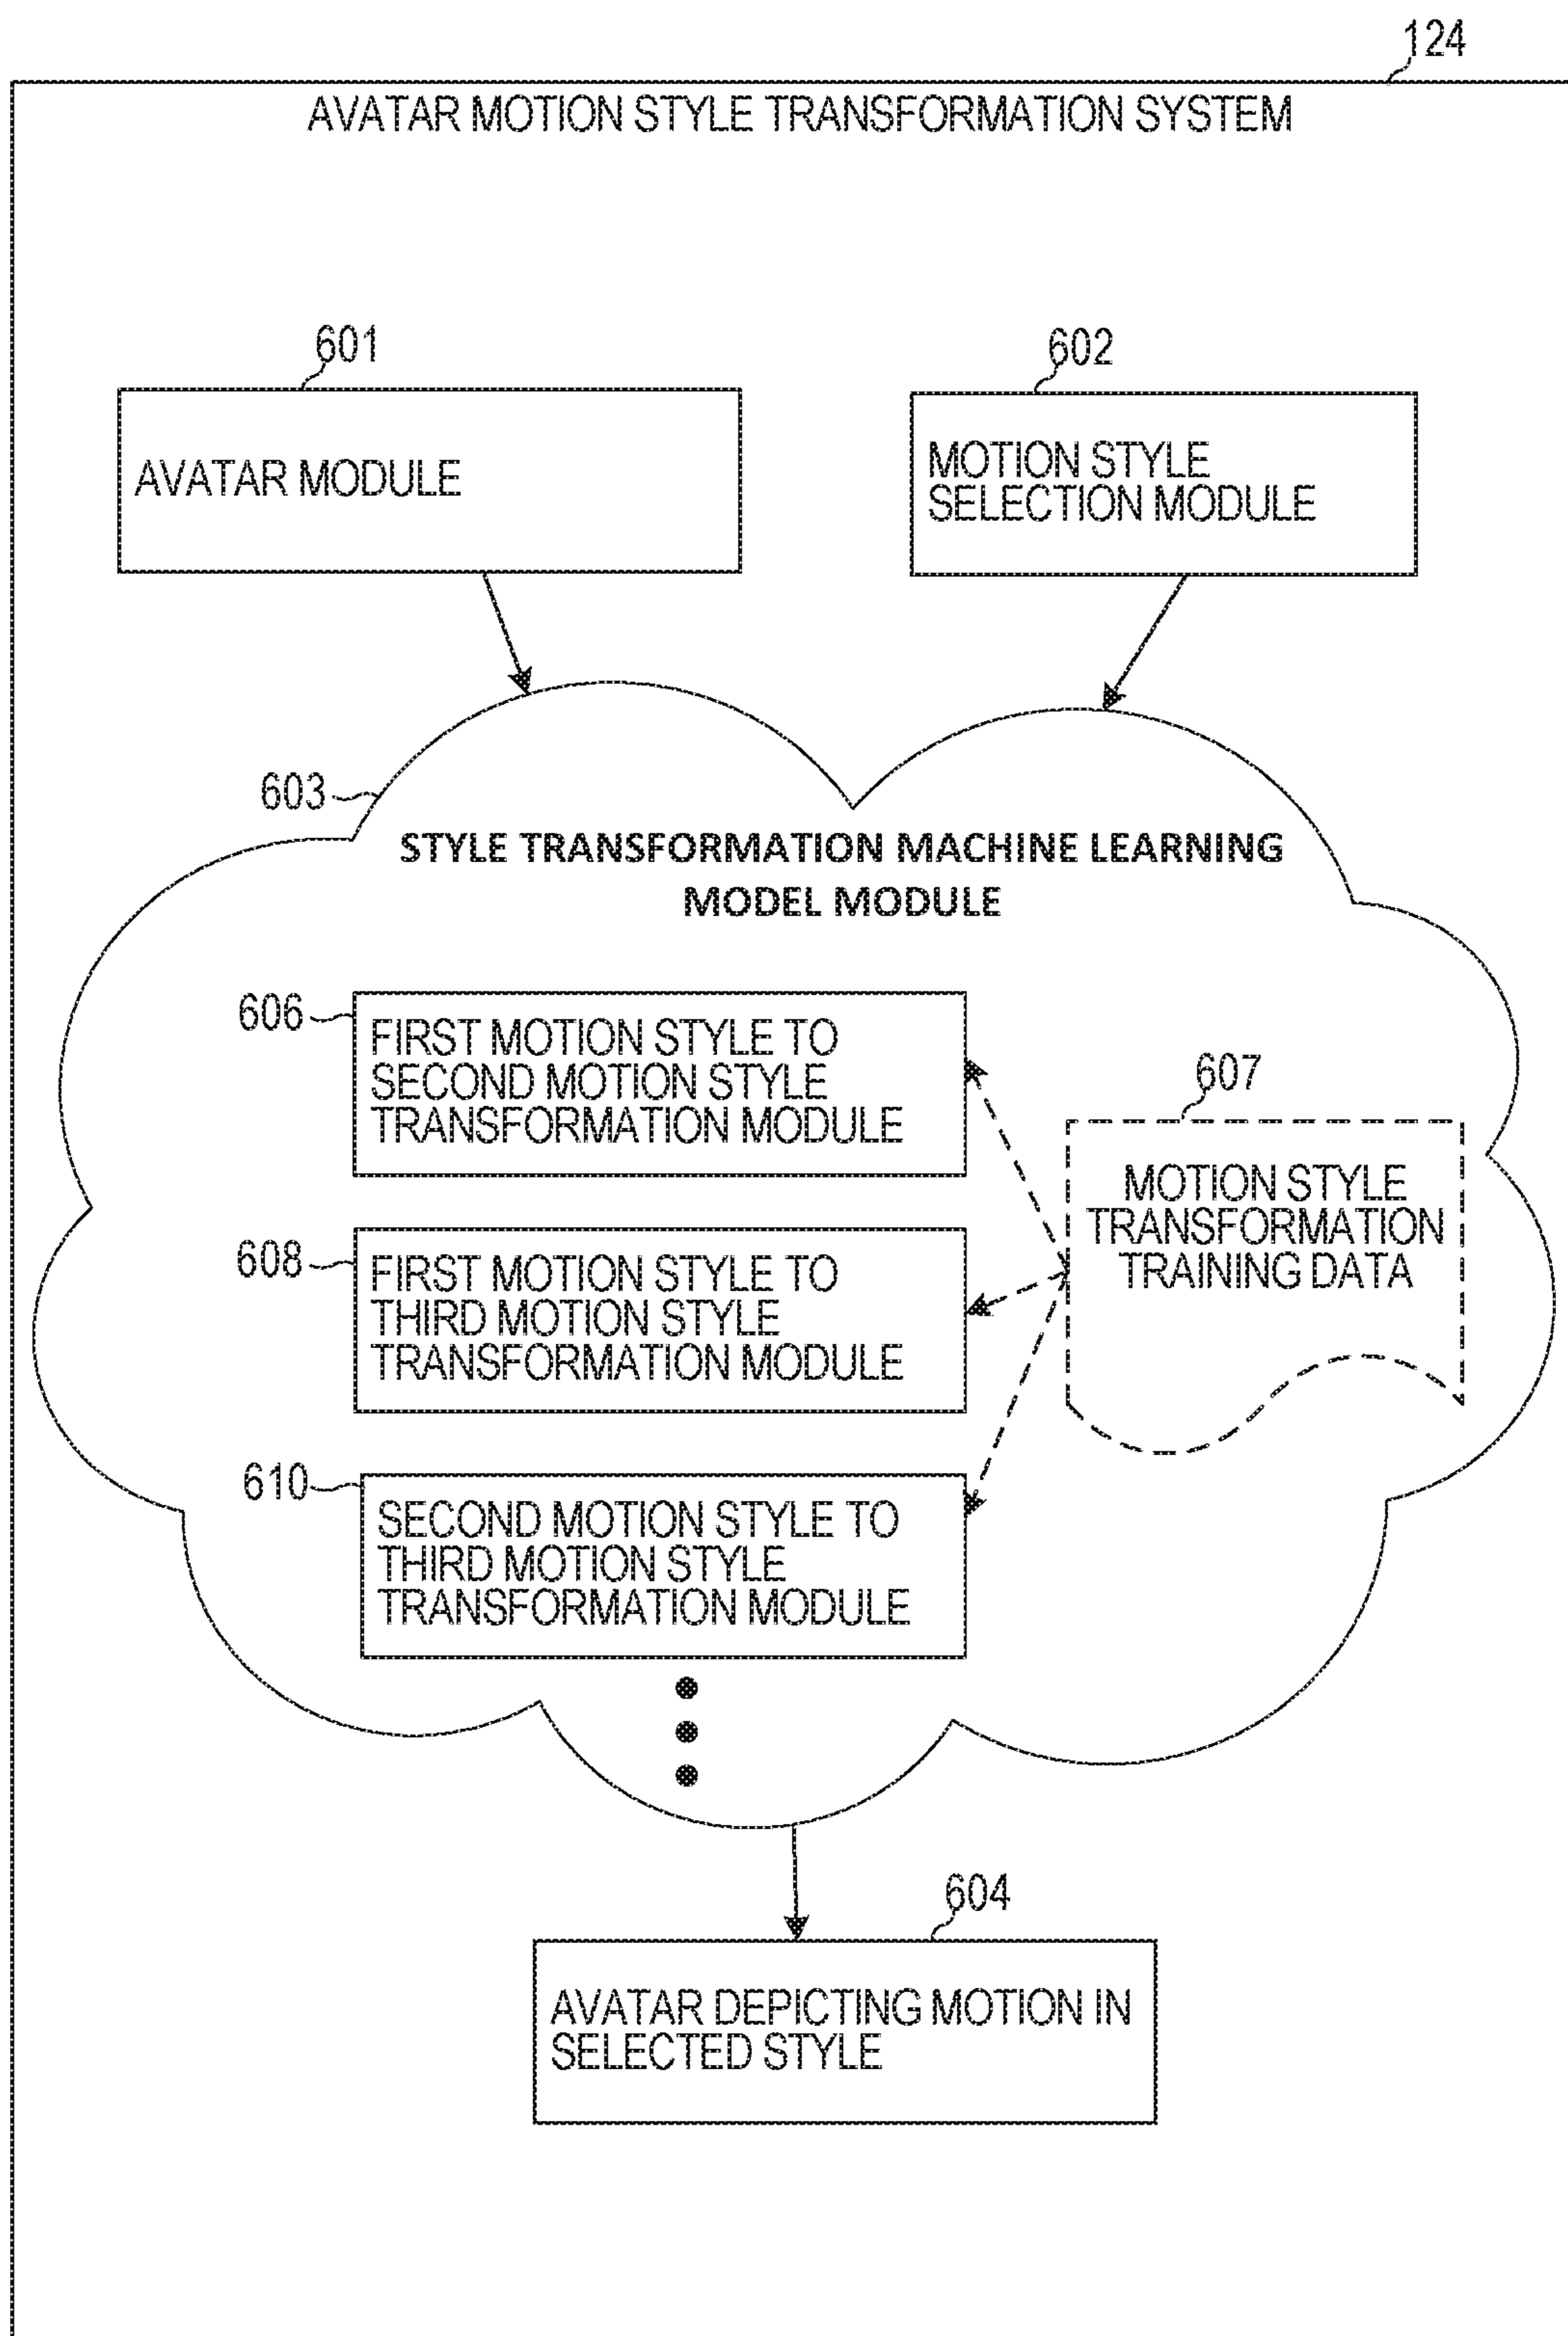 124
AVATAR MOTION STYLE TRANSFORMATION SYSTEM
601
AVATAR MODULE
602
MOTION STYLE
SELECTION MODULE
603
STYLE TRANSFORMATION MACHINE LEARNING
MODEL MODULE
606
FIRST MOTION STYLE TO
SECOND MOTION STYLE
TRANSFORMATION MODULE
607
MOTION STYLE
TRANSFORMATION
TRAINING DATA
608
FIRST MOTION STYLE TO
THIRD MOTION STYLE
TRANSFORMATION MODULE
610
SECOND MOTION STYLE TO
THIRD MOTION STYLE
TRANSFORMATION MODULE
604
AVATAR DEPICTING MOTION IN
SELECTED STYLE